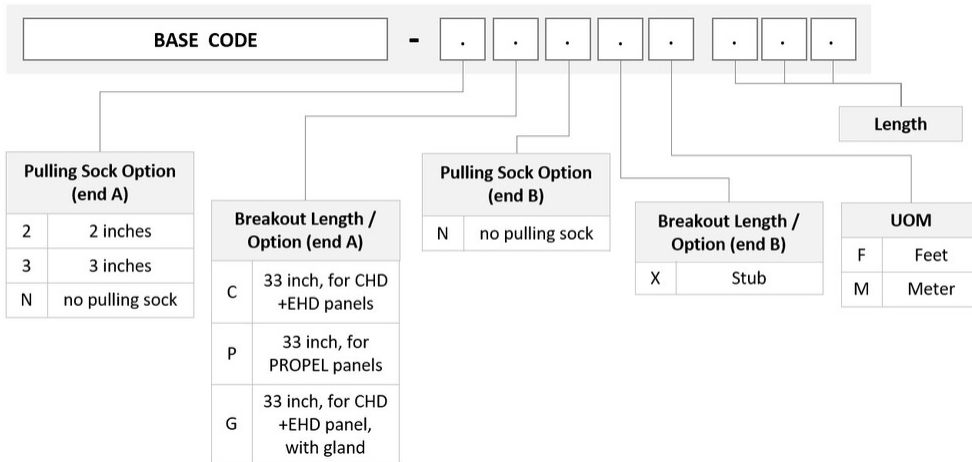 BASE CODE - . . . . . . . .
Length
Pulling Sock Option
(end A)
2 2 inches
3 3 inches
N no pulling sock
Breakout Length /
Option (end A)
C 33 inch, for CHD
+EHD panels
P 33 inch, for
PROPEL panels
G 33 inch, for CHD
+EHD panel,
with gland
Pulling Sock Option
(end B)
N no pulling sock
Breakout Length /
Option (end B)
X Stub
UOM
F Feet
M Meter